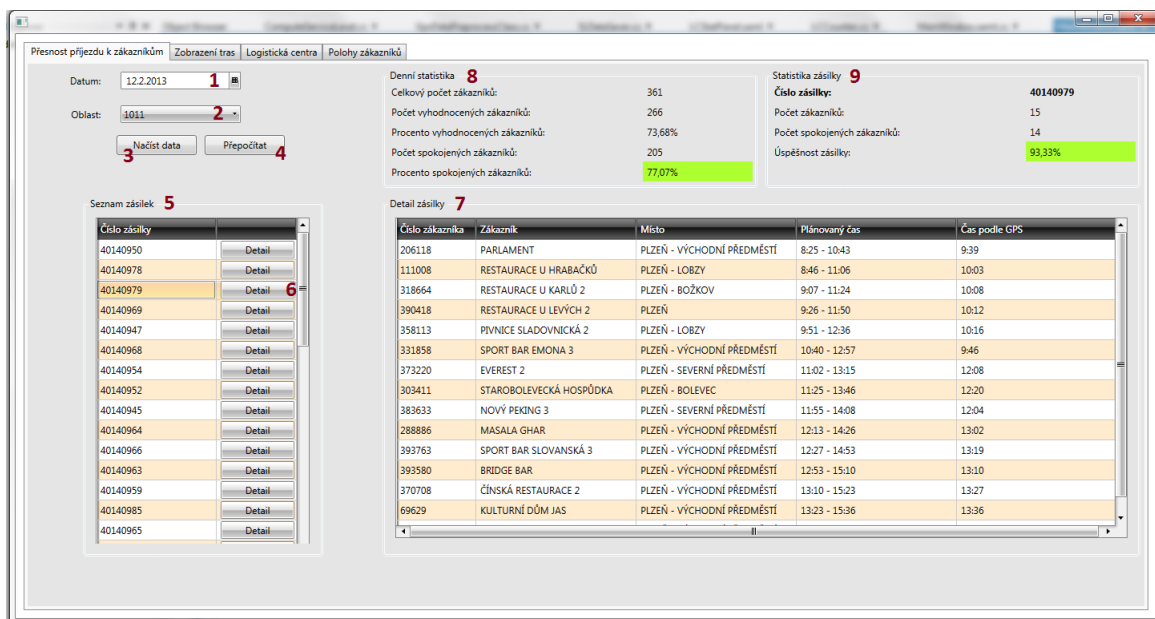 Přesnost příjezdu k zákazníkům Zobrazení tras Logistická centra Polohy zákazníků
Datum: 12.2.2013 1
Oblast: 1011 2
Načíst data 3 Přepočítat 4
Denní statistika 8
Celkový počet zákazníků: 361
Počet vyhodnocených zákazníků: 266
Procento vyhodnocených zákazníků: 73,68%
Počet spokojených zákazníků: 205
Procento spokojených zákazníků: 77,07%
Statistika zásilky 9
Číslo zásilky: 40140979
Počet zákazníků: 15
Počet spokojených zákazníků: 14
Úspěšnost zásilky: 93,33%
Seznam zásilek 5
Číslo zásilky
40140950 Detail
40140978 Detail
40140979 Detail 6
40140969 Detail
40140947 Detail
40140968 Detail
40140954 Detail
40140952 Detail
40140945 Detail
40140964 Detail
40140966 Detail
40140963 Detail
40140959 Detail
40140985 Detail
40140965 Detail
Detail zásilky 7
Číslo zákazníka Zákazník Místo Plánovaný čas Čas podle GPS
206118 PARLAMENT PLZEŇ - VÝCHODNÍ PŘEDMĚSTÍ 8:25 - 10:43 9:39
111008 RESTAURACE U HRABAČKŮ PLZEŇ - LOBZY 8:46 - 11:06 10:03
318664 RESTAURACE U KARLŮ 2 PLZEŇ - BOŽKOV 9:07 - 11:24 10:08
390418 RESTAURACE U LEVÝCH 2 PLZEŇ 9:26 - 11:50 10:12
358113 PIVNICE SLADOVNICKÁ 2 PLZEŇ - LOBZY 9:51 - 12:36 10:16
331858 SPORT BAR EMONA 3 PLZEŇ - VÝCHODNÍ PŘEDMĚSTÍ 10:40 - 12:57 9:46
373220 EVEREST 2 PLZEŇ - SEVERNÍ PŘEDMĚSTÍ 11:02 - 13:15 12:08
303411 STAROBOLEVECKÁ HOSPŮDKA PLZEŇ - BOLEVEC 11:25 - 13:46 12:20
383633 NOVÝ PEKING 3 PLZEŇ - SEVERNÍ PŘEDMĚSTÍ 11:55 - 14:08 12:04
288886 MASALA GHAR PLZEŇ - VÝCHODNÍ PŘEDMĚSTÍ 12:13 - 14:26 13:02
393763 SPORT BAR SLOVANSKÁ 3 PLZEŇ - VÝCHODNÍ PŘEDMĚSTÍ 12:27 - 14:53 13:19
393580 BRIDGE BAR PLZEŇ - VÝCHODNÍ PŘEDMĚSTÍ 12:53 - 15:10 13:10
370708 ČÍNSKÁ RESTAURACE 2 PLZEŇ - VÝCHODNÍ PŘEDMĚSTÍ 13:10 - 15:23 13:27
69629 KULTURNÍ DŮM JAS PLZEŇ - VÝCHODNÍ PŘEDMĚSTÍ 13:23 - 15:36 13:36